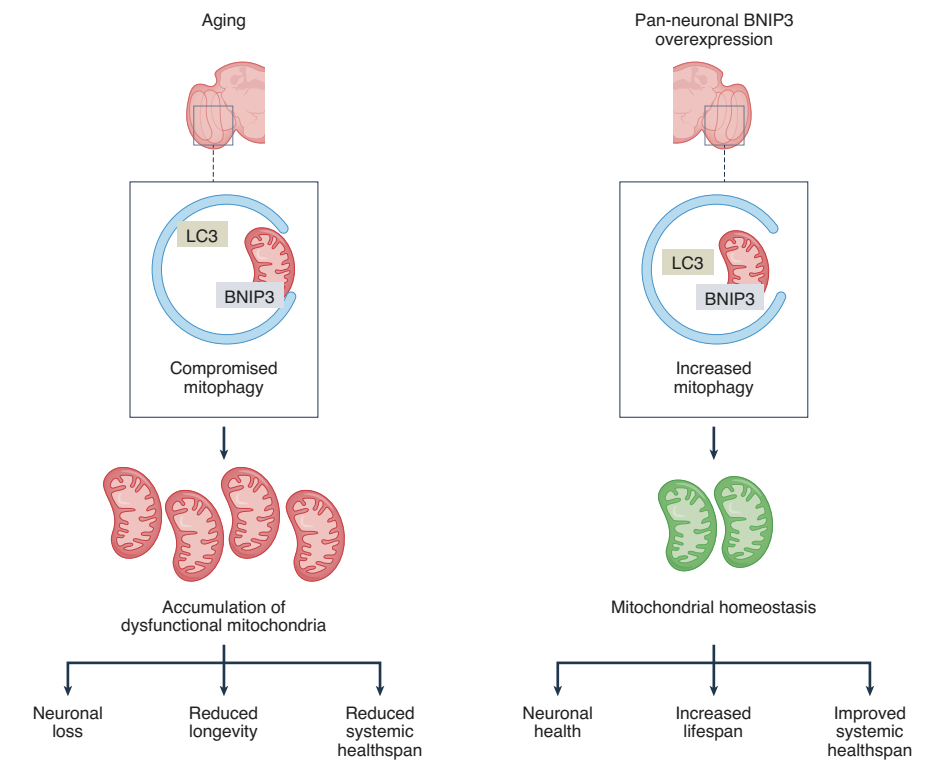 Aging
LC3
BNIP3
Compromised
mitophagy
Accumulation of
dysfunctional mitochondria
Neuronal
loss
Reduced
longevity
Reduced
systemic
healthspan
Pan-neuronal BNIP3
overexpression
LC3
BNIP3
Increased
mitophagy
Mitochondrial homeostasis
Neuronal
health
Increased
lifespan
Improved
systemic
healthspan